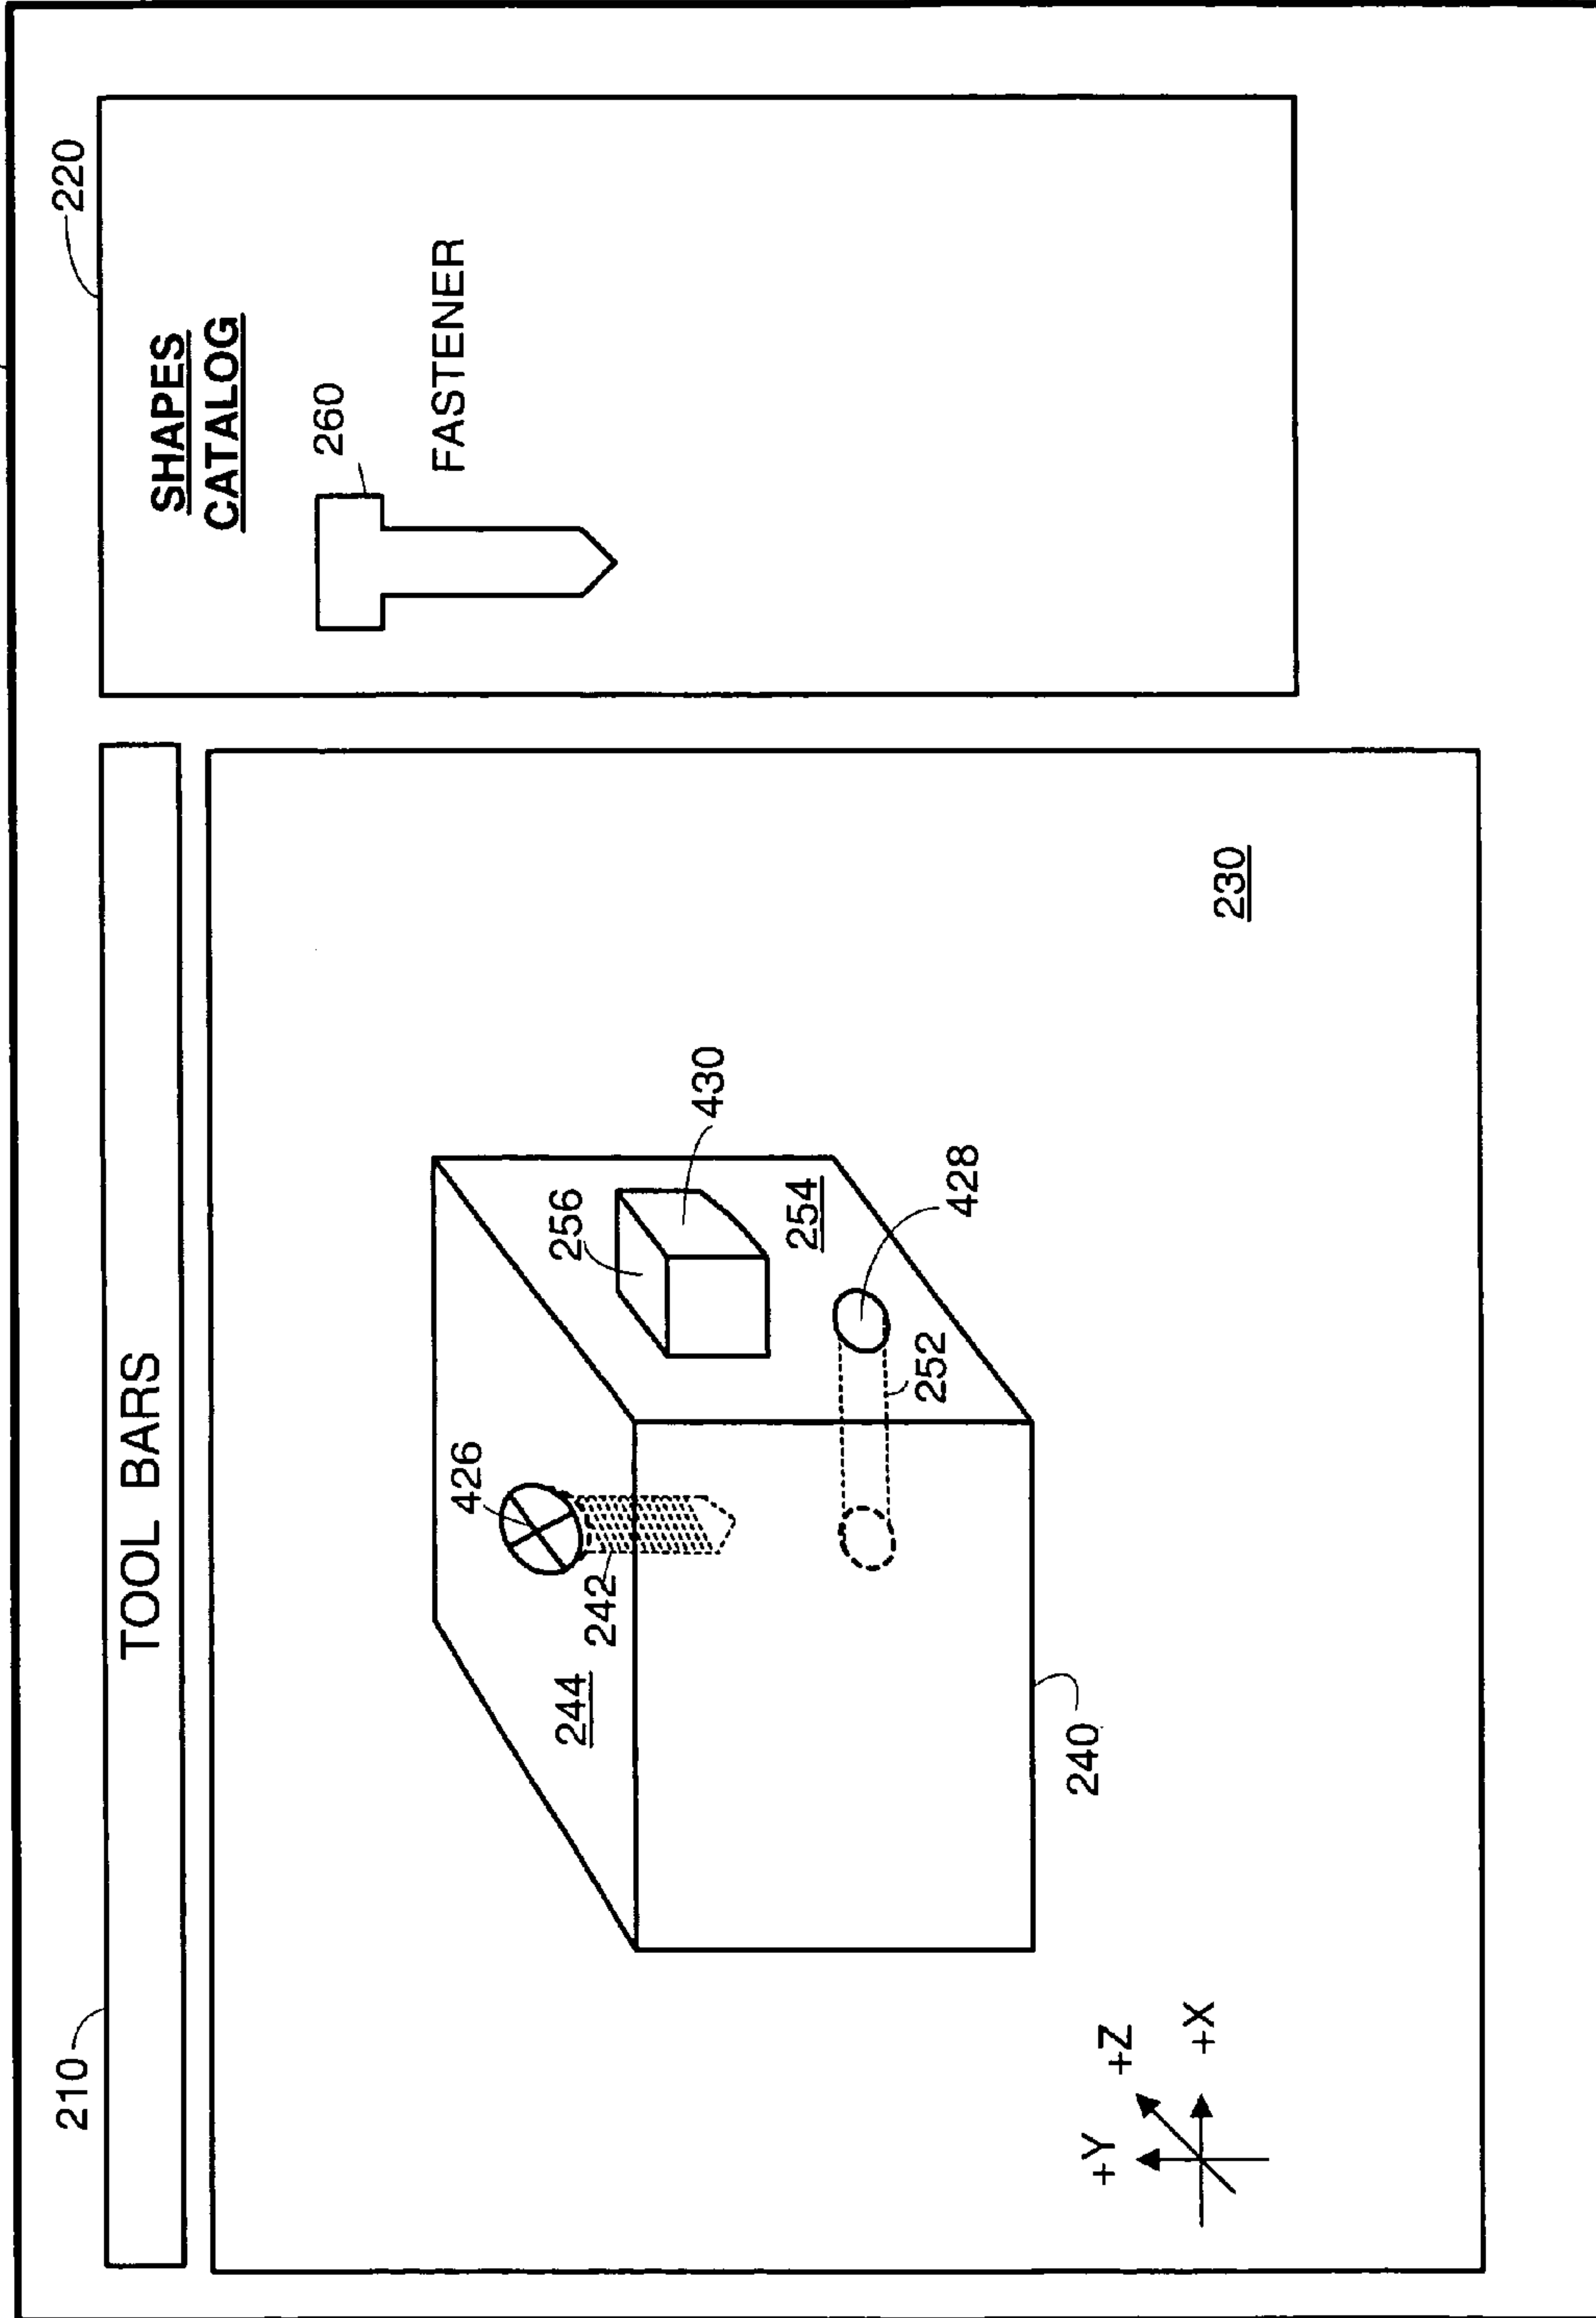 210
TOOL BARS
220
SHAPES
CATALOG
260
FASTENER
426
242
244
256
430
254
428
252
240
230
+Y
+Z
+X